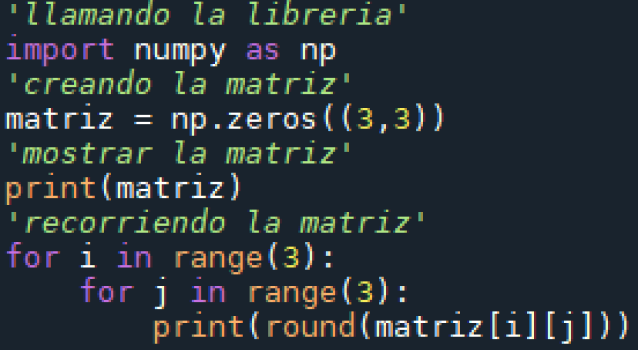 'llamando la libreria'
import numpy as np
'creando la matriz'
matriz = np.zeros((3,3))
'mostrar la matriz'
print(matriz)
'recorriendo la matriz'
for i in range(3):
    for j in range(3):
        print(round(matriz[i][j]))